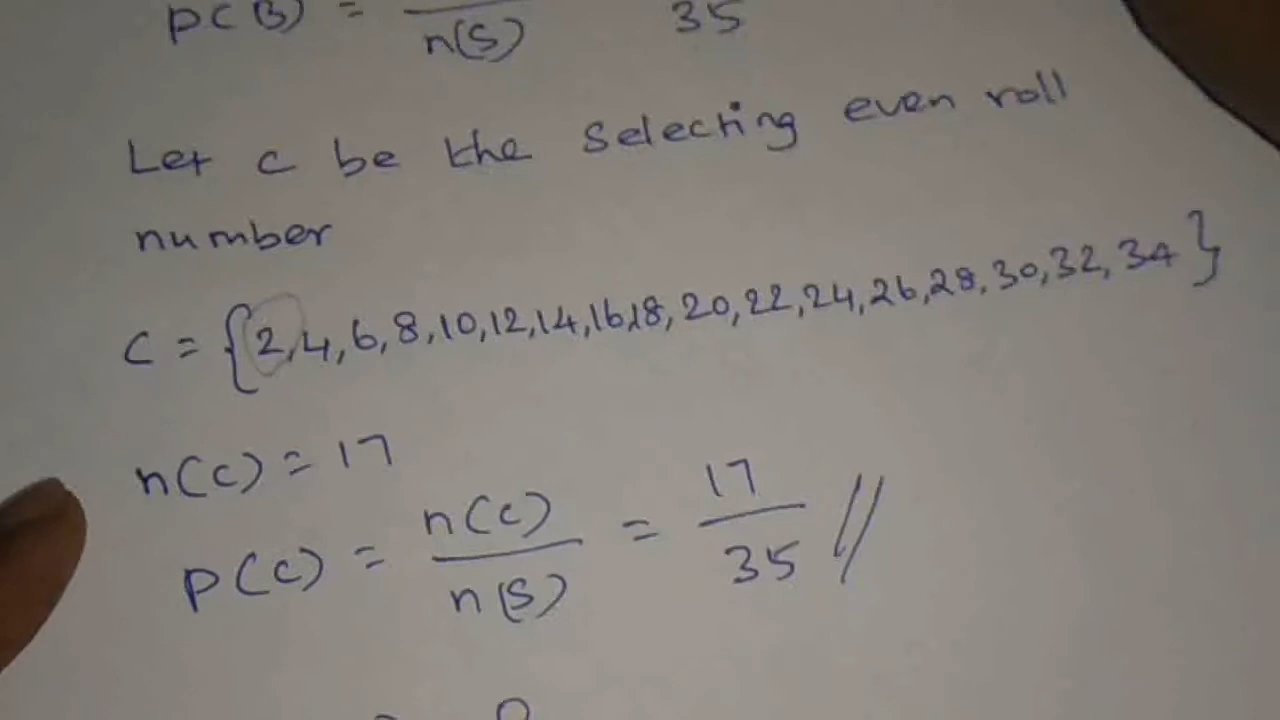 P(B) = ――― 
n(S) 35
Let c be the selecting even roll
number
C = {2,4,6,8,10,12,14,16,18,20,22,24,26,28,30,32,34}
n(c) = 17
P(c) = n(c)/n(S) = 17/35 //